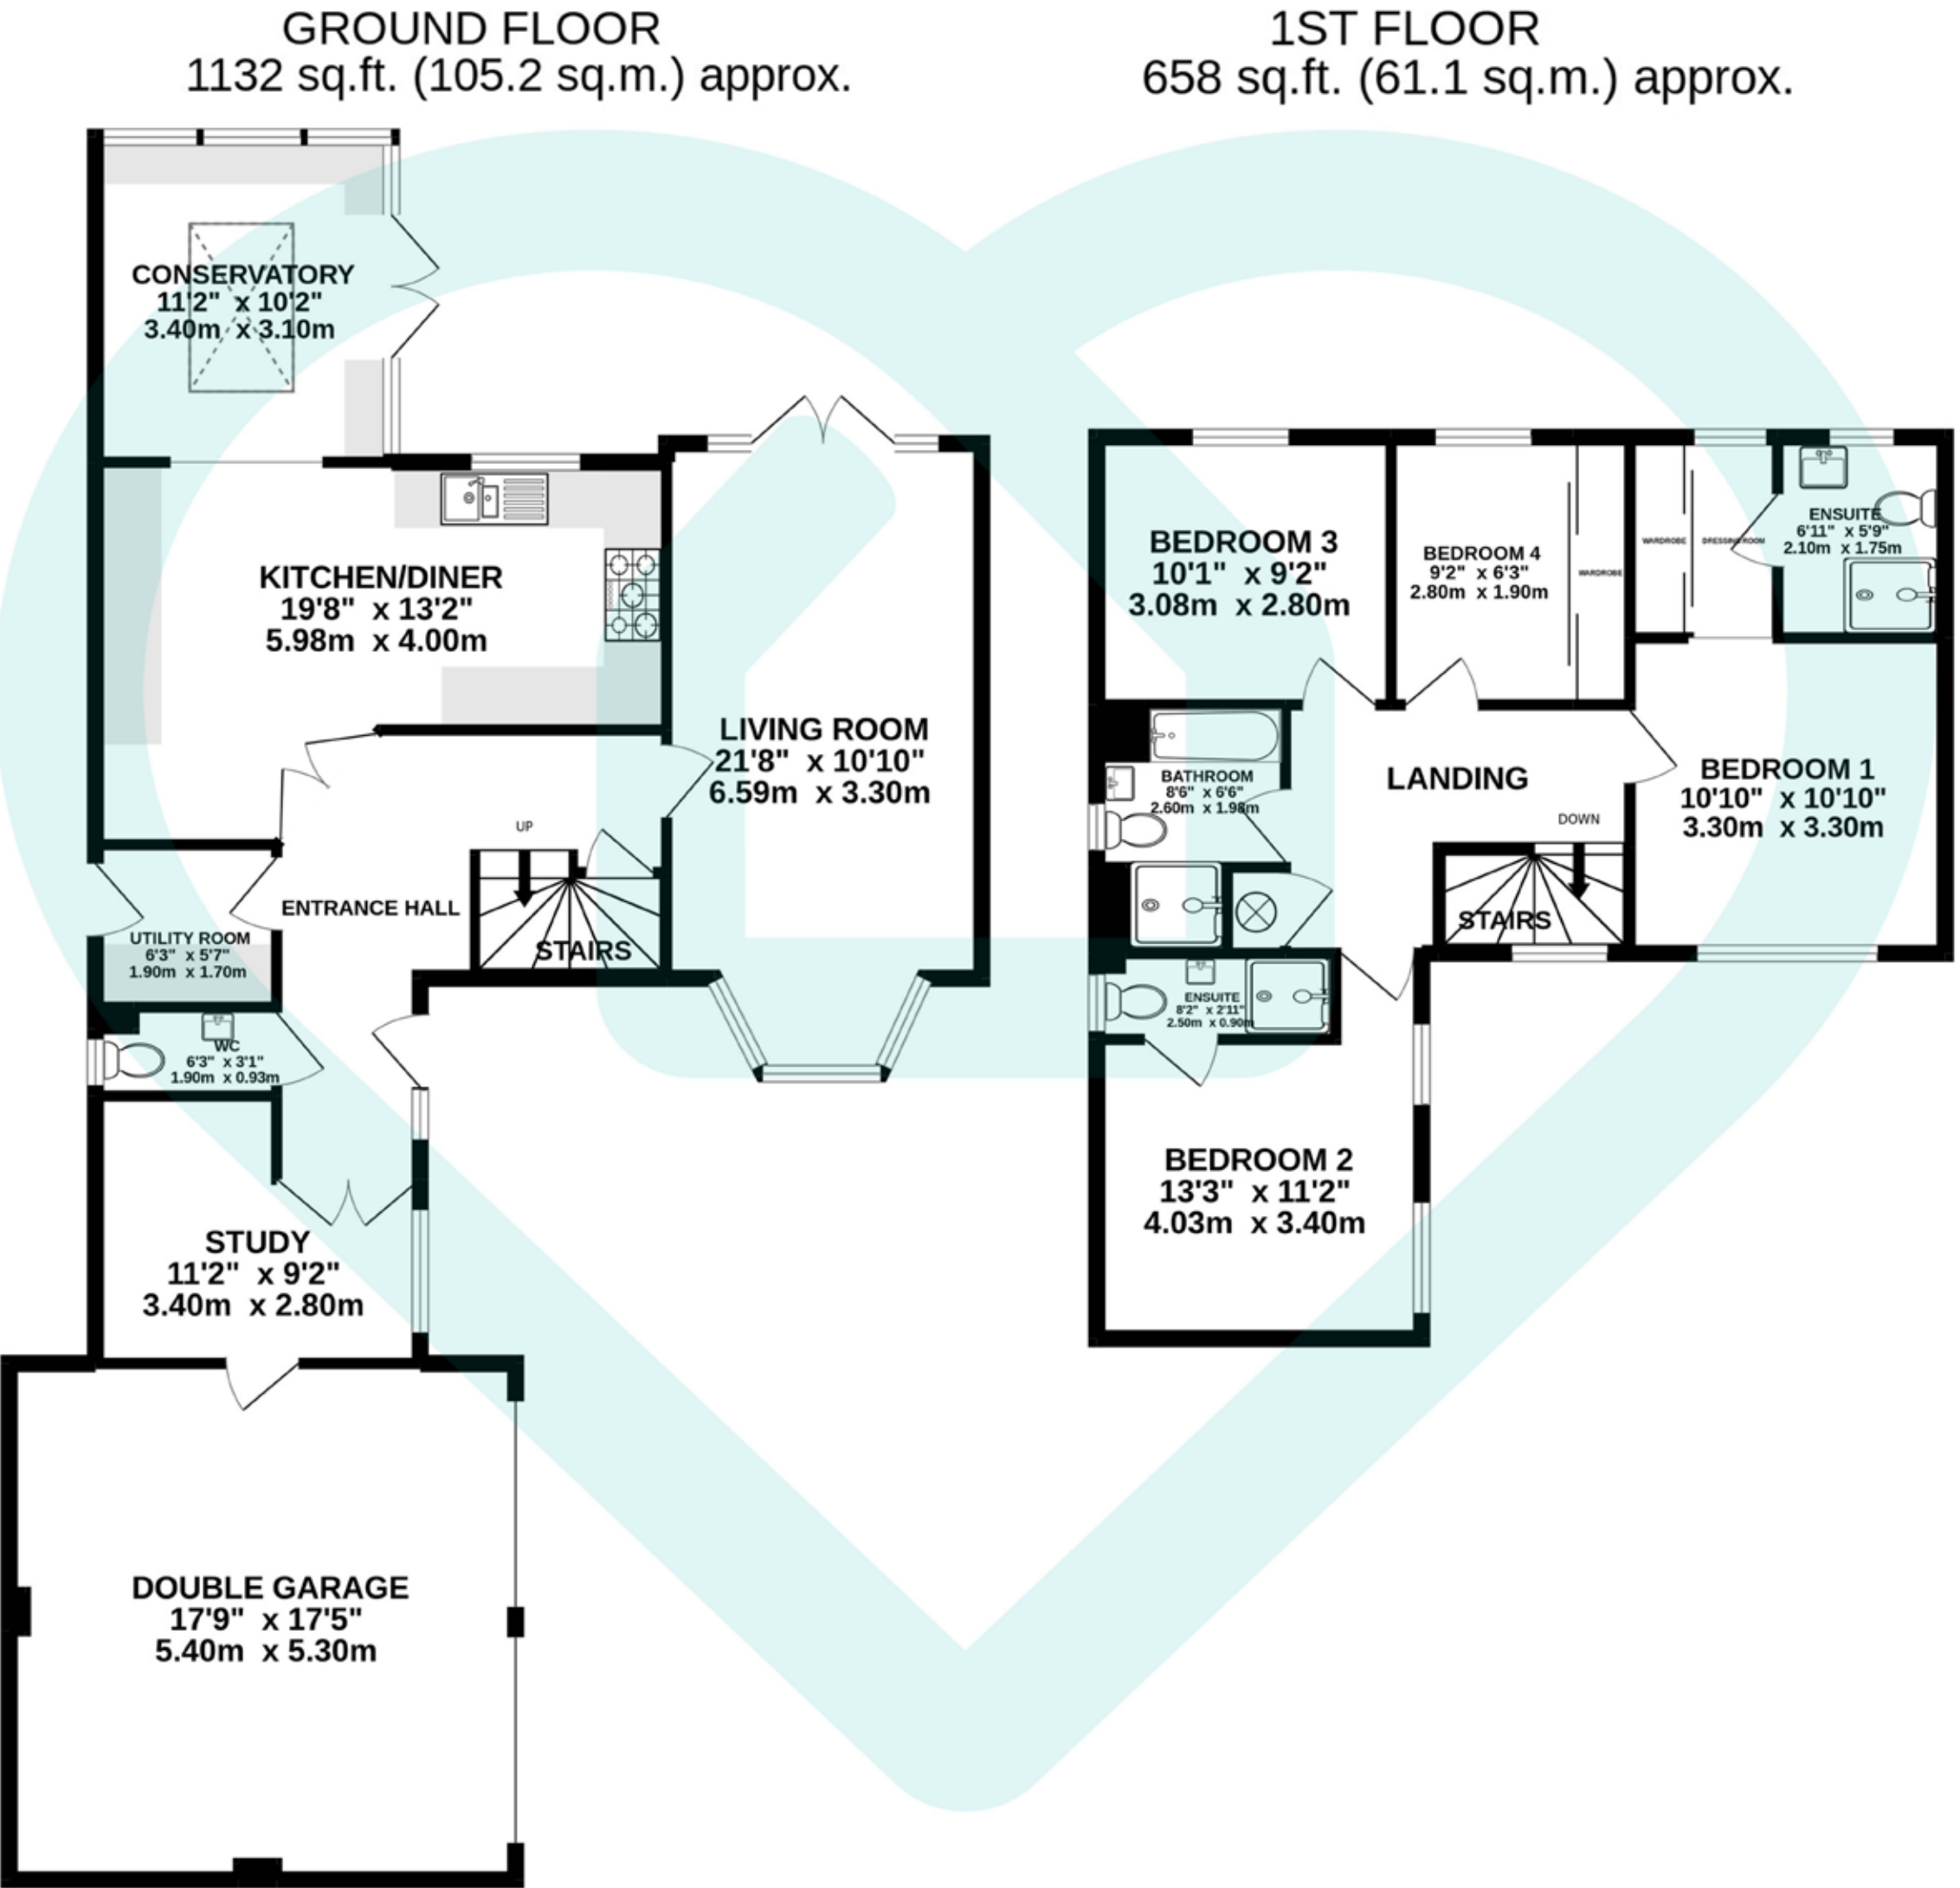 GROUND FLOOR
1132 sq.ft. (105.2 sq.m.) approx.
CONSERVATORY
11'2" x 10'2"
3.40m x 3.10m
KITCHEN/DINER
19'8" x 13'2"
5.98m x 4.00m
LIVING ROOM
21'8" x 10'10"
6.59m x 3.30m
UP
ENTRANCE HALL
STAIRS
UTILITY ROOM
6'3" x 5'7"
1.90m x 1.70m
WC
6'3" x 3'1"
1.90m x 0.93m
STUDY
11'2" x 9'2"
3.40m x 2.80m
DOUBLE GARAGE
17'9" x 17'5"
5.40m x 5.30m
1ST FLOOR
658 sq.ft. (61.1 sq.m.) approx.
BEDROOM 3
10'1" x 9'2"
3.08m x 2.80m
BEDROOM 4
9'2" x 6'3"
2.80m x 1.90m
WARDROBE
WARDROBE
DRESSING ROOM
ENSUITE
6'11" x 5'9"
2.10m x 1.75m
BATHROOM
8'6" x 6'6"
2.60m x 1.98m
LANDING
DOWN
STAIRS
BEDROOM 1
10'10" x 10'10"
3.30m x 3.30m
ENSUITE
8'2" x 2'11"
2.50m x 0.90m
BEDROOM 2
13'3" x 11'2"
4.03m x 3.40m